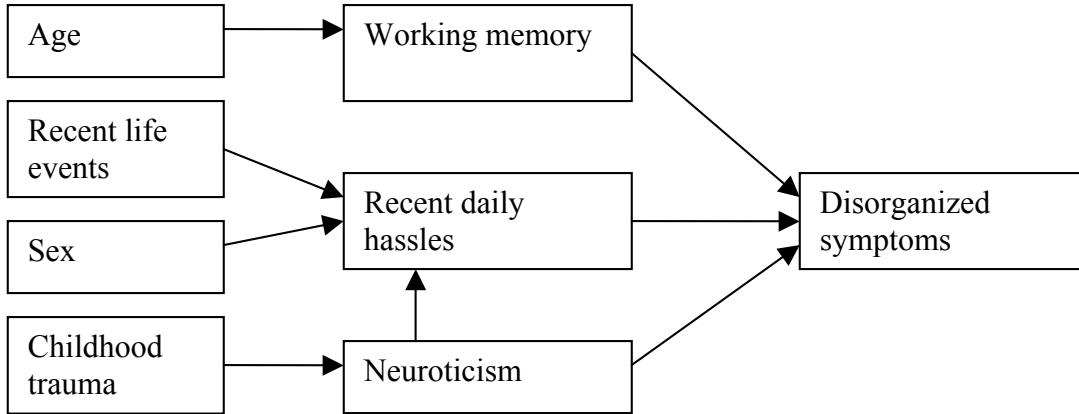 Age
Working memory
Recent life
events
Recent daily
hassles
Disorganized
symptoms
Sex
Childhood
trauma
Neuroticism